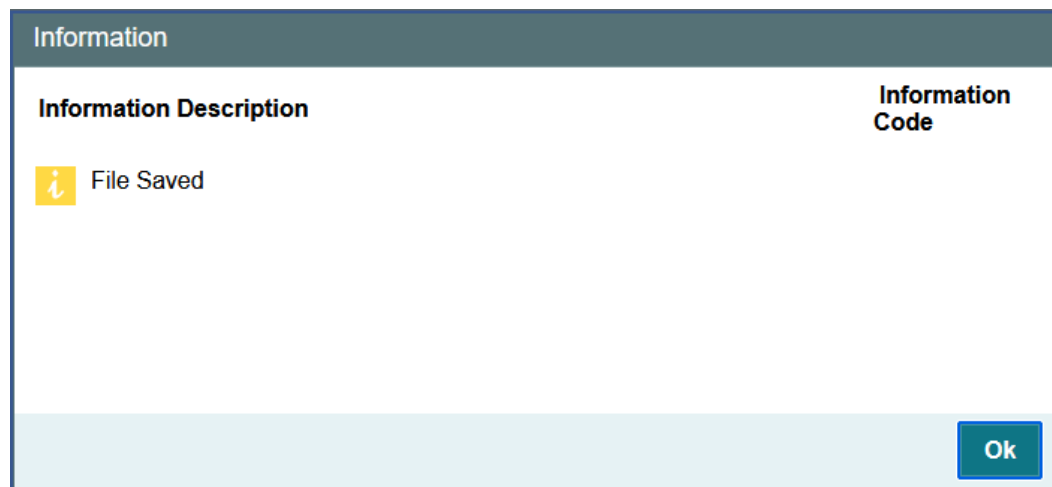 Information
Information Description
Information
Code
i File Saved
Ok